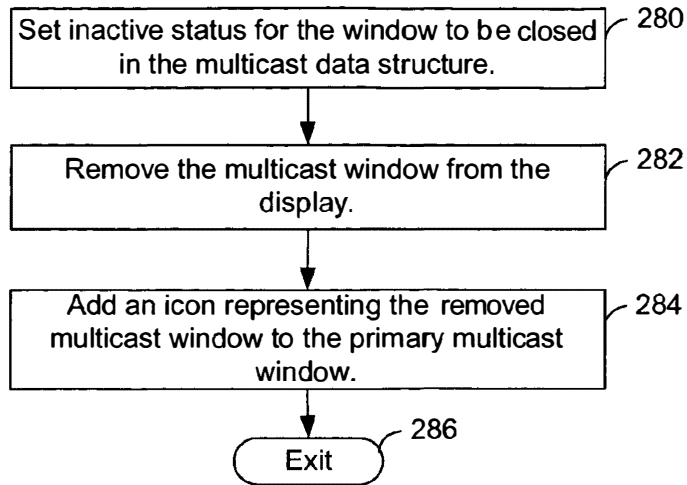 Set inactive status for the window to be closed
in the multicast data structure.
280
Remove the multicast window from the
display.
282
Add an icon representing the removed
multicast window to the primary multicast
window.
284
Exit
286